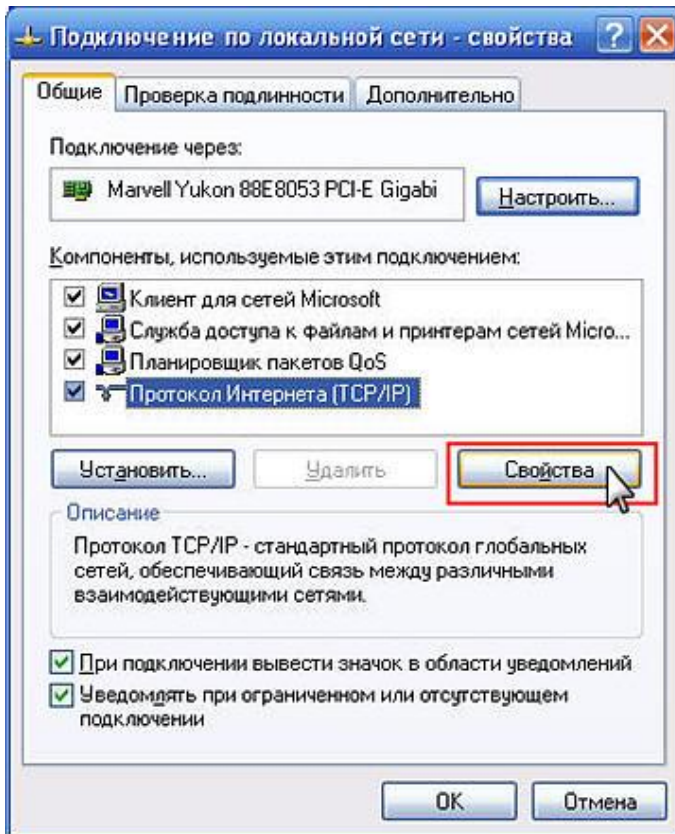 Подключение по локальной сети - свойства
Общие
Проверка подлинности
Дополнительно
Подключение через:
Marvell Yukon 88E8053 PCI-E Gigabi
Настроить...
Компоненты, используемые этим подключением:
Клиент для сетей Microsoft
Служба доступа к файлам и принтерам сетей Micro...
Планировщик пакетов QoS
Протокол Интернета (TCP/IP)
Установить...
Удалить
Свойства
Описание
Протокол TCP/IP - стандартный протокол глобальных
сетей, обеспечивающий связь между различными
взаимодействующими сетями.
При подключении вывести значок в области уведомлений
Уведомлять при ограниченном или отсутствующем
подключении
OK
Отмена